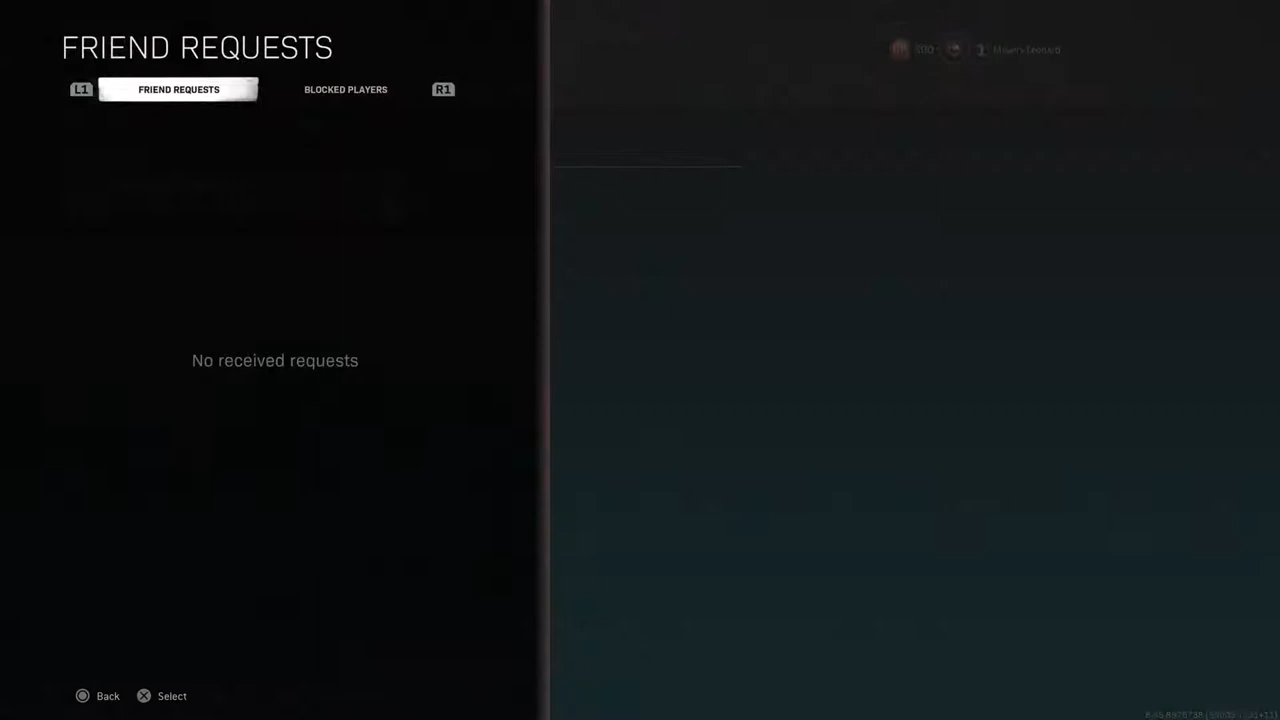 FRIEND REQUESTS
L1 FRIEND REQUESTS BLOCKED PLAYERS R1
No received requests
Back Select